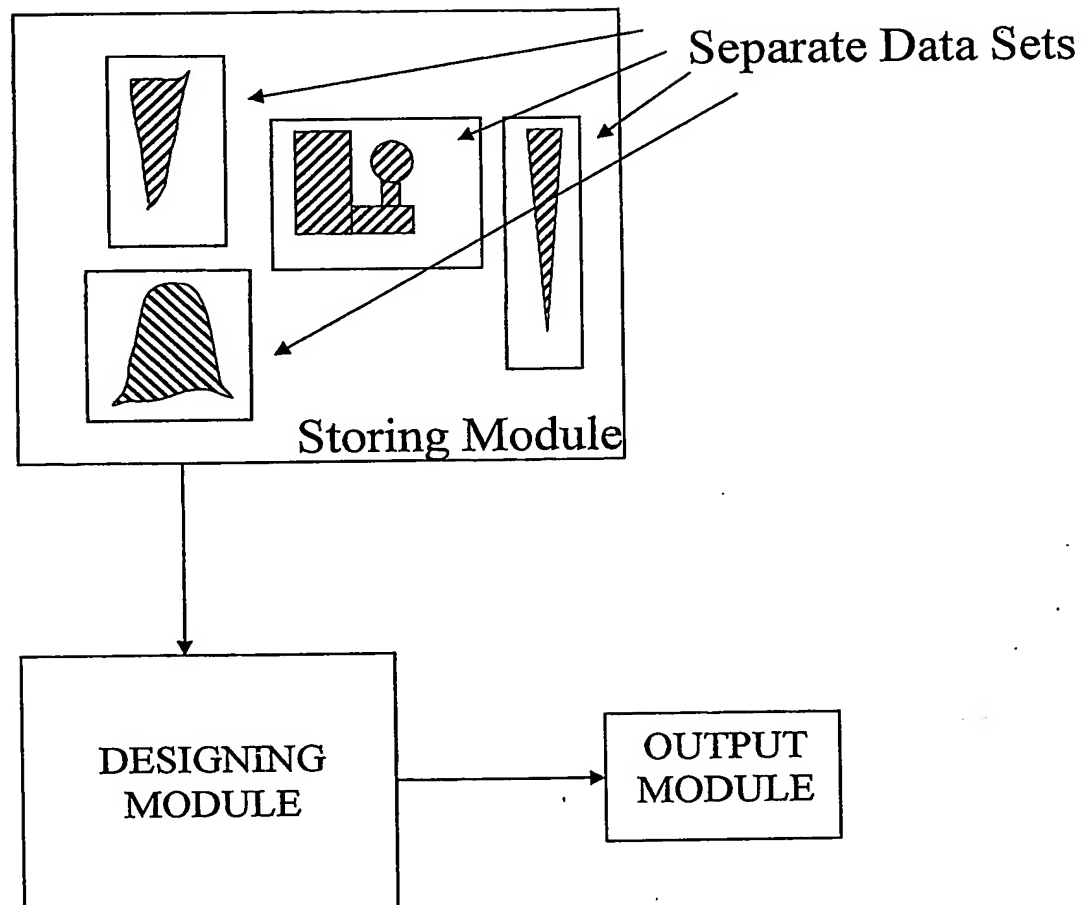 Separate Data Sets
Storing Module
DESIGNING
MODULE
OUTPUT
MODULE